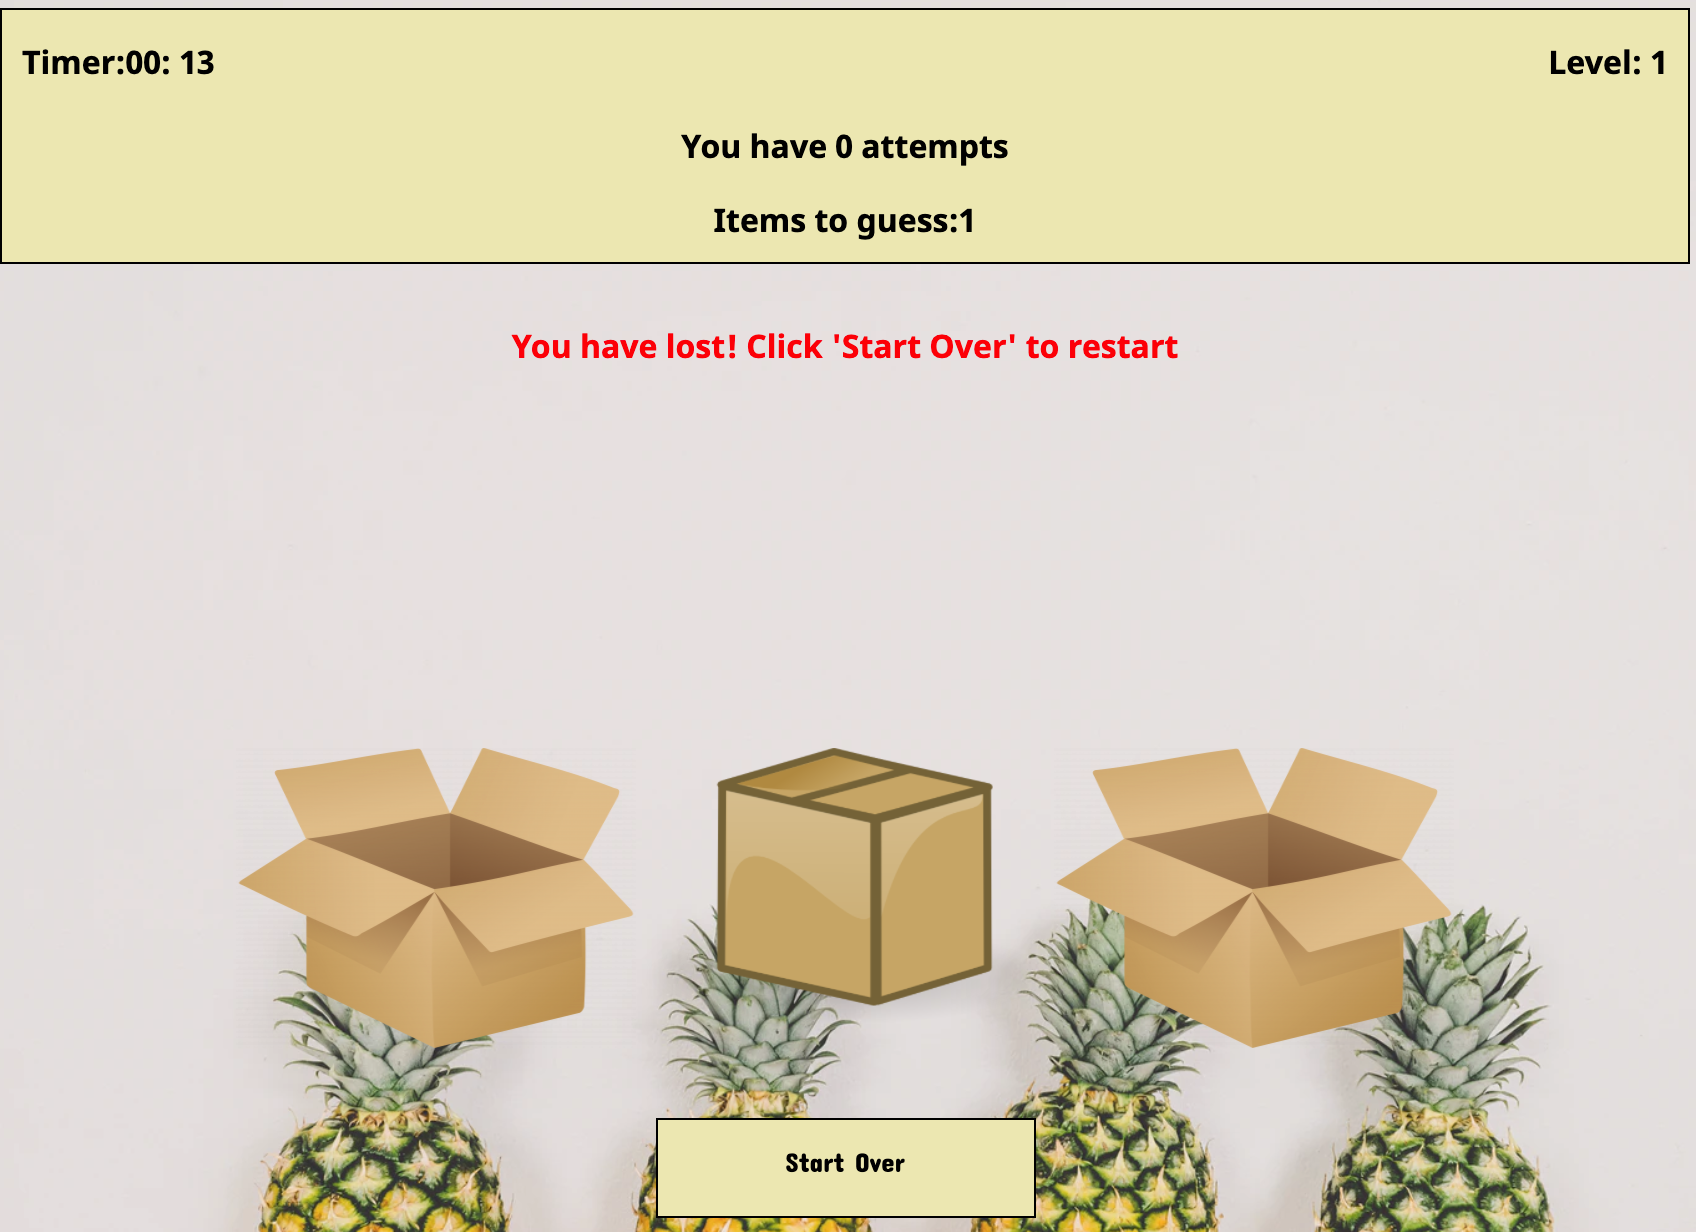 Timer:00: 13
Level: 1
You have 0 attempts
Items to guess:1
You have lost! Click 'Start Over' to restart
Start Over